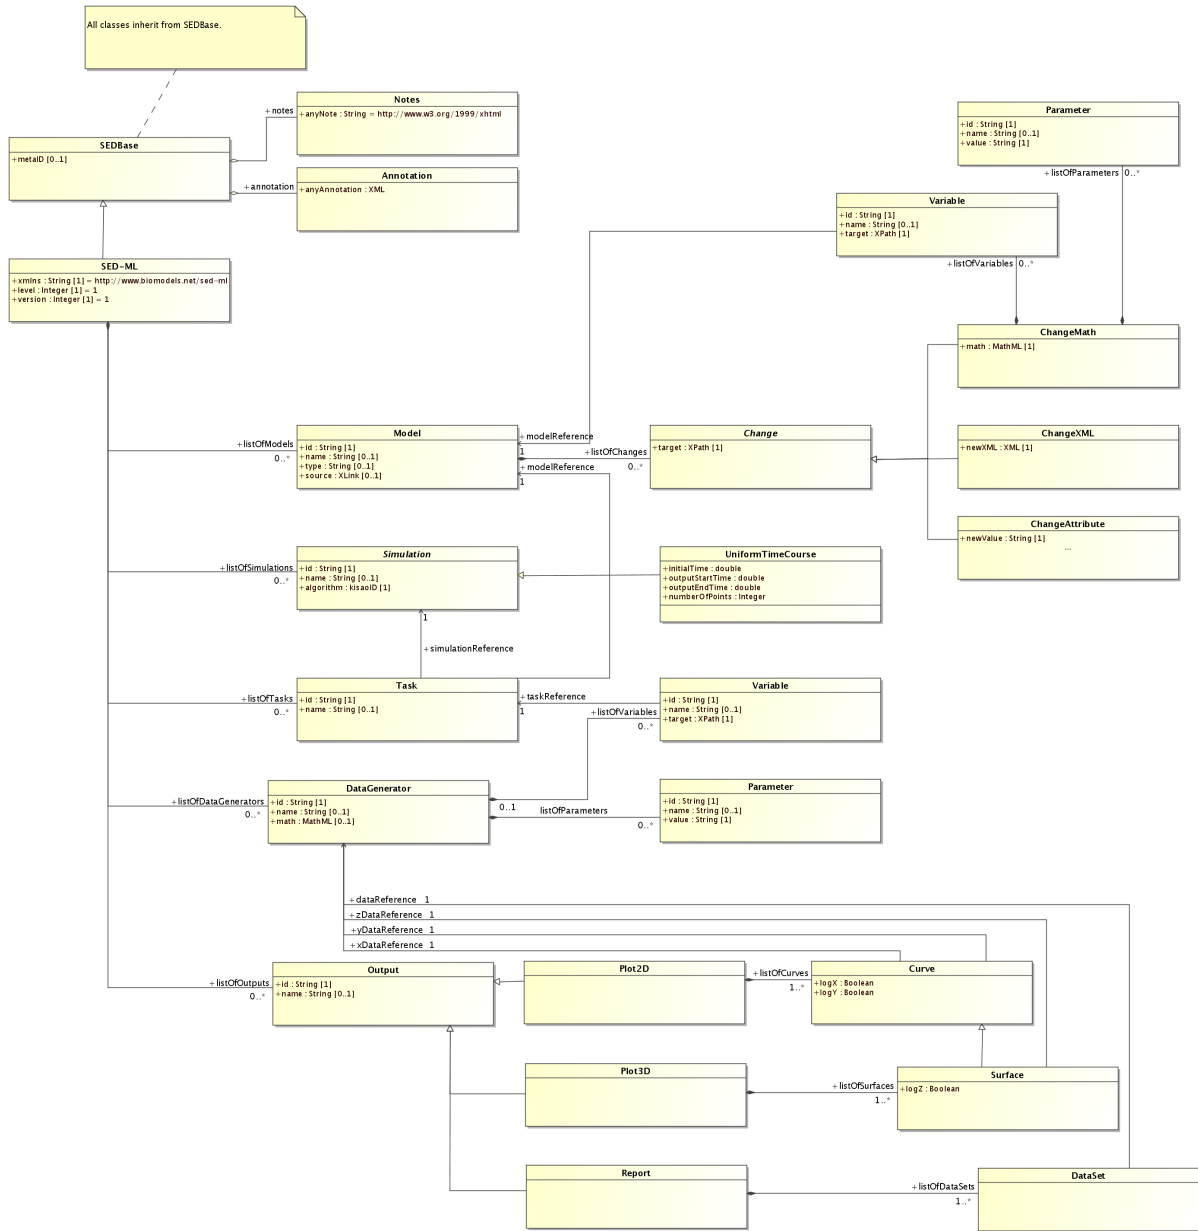 All classes inherit from SEDBase.
Notes
+anyNote : String = http://www.w3.org/1999/xhtml
+notes
SEDBase
+metaID [0..1]
Annotation
+anyAnnotation : XML
+annotation
Parameter
+id : String [1]
+name : String [0..1]
+value : String [1]
+listOfParameters 0..*
Variable
+id : String [1]
+name : String [0..1]
+target : XPath [1]
+listOfVariables 0..*
SED-ML
+xmlns : String [1] = http://www.biomodels.net/sed-ml
+level : Integer [1] = 1
+version : Integer [1] = 1
ChangeMath
+math : MathML [1]
+listOfModels
0..*
Model
+id : String [1]
+name : String [0..1]
+type : String [0..1]
+source : XLink [0..1]
+modelReference
1
+listOfChanges
0..*
+modelReference
1
Change
+target : XPath [1]
ChangeXML
+newXML : XML [1]
ChangeAttribute
+newValue : String [1]
...
+listOfSimulations
0..*
Simulation
+id : String [1]
+name : String [0..1]
+algorithm : kisaoID [1]
UniformTimeCourse
+initialTime : double
+outputStartTime : double
+outputEndTime : double
+numberOfPoints : Integer
1
+simulationReference
+listOfTasks
0..*
Task
+id : String [1]
+name : String [0..1]
+taskReference
1
+listOfVariables
0..*
Variable
+id : String [1]
+name : String [0..1]
+target : XPath [1]
+listOfDataGenerators
0..*
DataGenerator
+id : String [1]
+name : String [0..1]
+math : MathML [0..1]
0..1
listOfParameters
0..*
Parameter
+id : String [1]
+name : String [0..1]
+value : String [1]
+dataReference 1
+zDataReference 1
+yDataReference 1
+xDataReference 1
+listOfOutputs
0..*
Output
+id : String [1]
+name : String [0..1]
Plot2D
+listOfCurves
1..*
Curve
+logX : Boolean
+logY : Boolean
Plot3D
+listOfSurfaces
1..*
Surface
+logZ : Boolean
Report
+listOfDataSets
1..*
DataSet